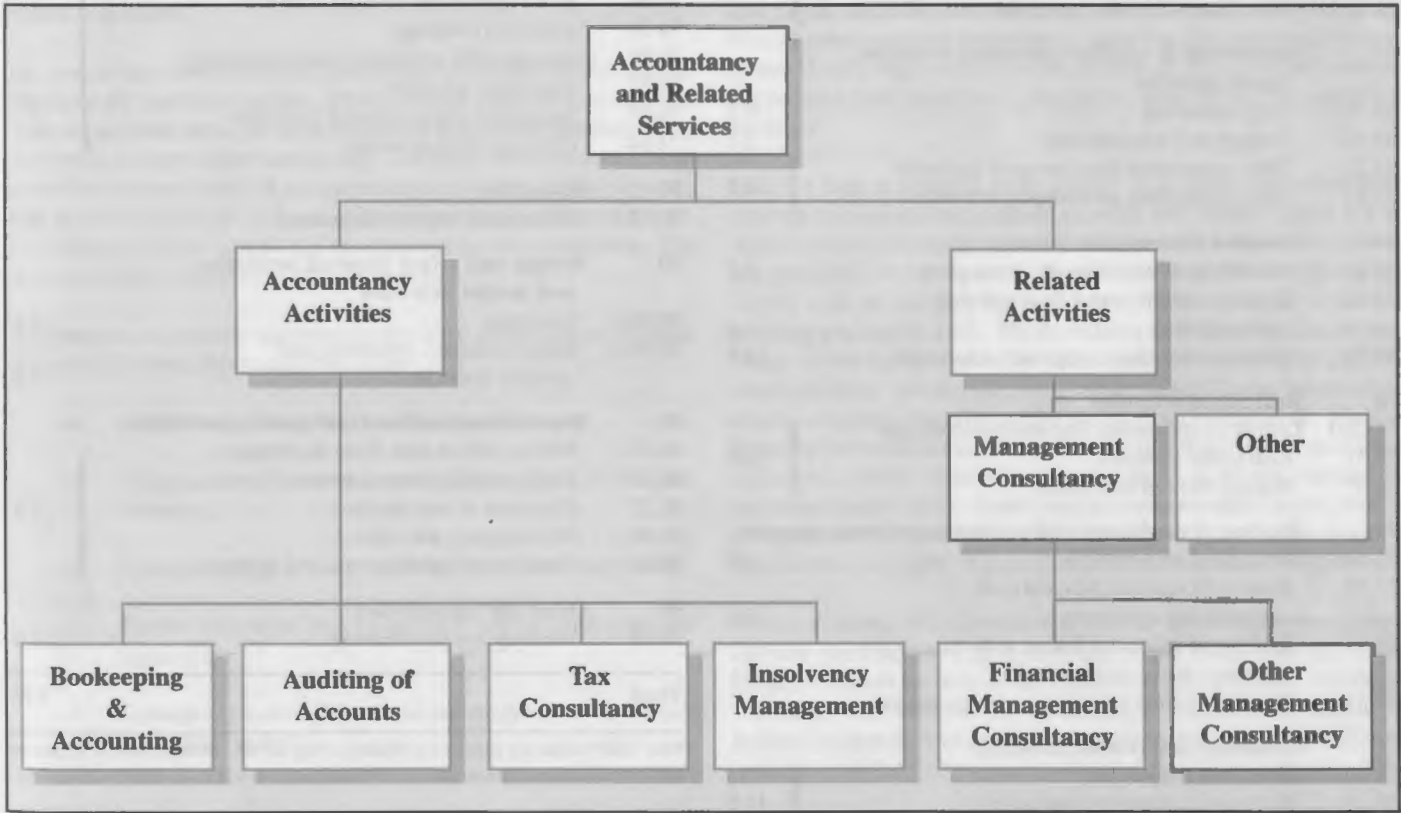 Accountancy
and Related
Services
Accountancy
Activities
Related
Activities
Management
Consultancy
Other
Bookeeping
&
Accounting
Auditing of
Accounts
Tax
Consultancy
Insolvency
Management
Financial
Management
Consultancy
Other
Management
Consultancy